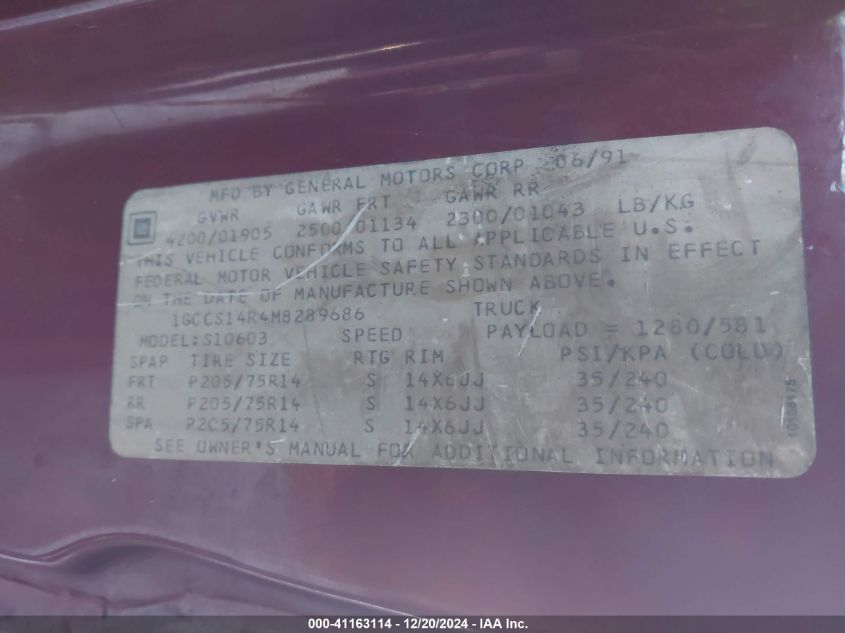 MFD BY GENERAL MOTORS CORP 06/91
GVWR GAWR FRT GAWR RR
4200/01905 2500/01134 2300/01043 LB/KG
THIS VEHICLE CONFORMS TO ALL APPLICABLE U.S.
FEDERAL MOTOR VEHICLE SAFETY STANDARDS IN EFFECT
ON THE DATE OF MANUFACTURE SHOWN ABOVE.
1GCCS14R4M8289686 TRUCK
MODEL:S10603 SPEED PAYLOAD = 1280/581
SPAP TIRE SIZE RTG RIM PSI/KPA (COLD)
FRT P205/75R14 S 14X6JJ 35/240
RR P205/75R14 S 14X6JJ 35/240
SPA P205/75R14 S 14X6JJ 35/240
SEE OWNER'S MANUAL FOR ADDITIONAL INFORMATION
000-41163114 - 12/20/2024 - IAA Inc.